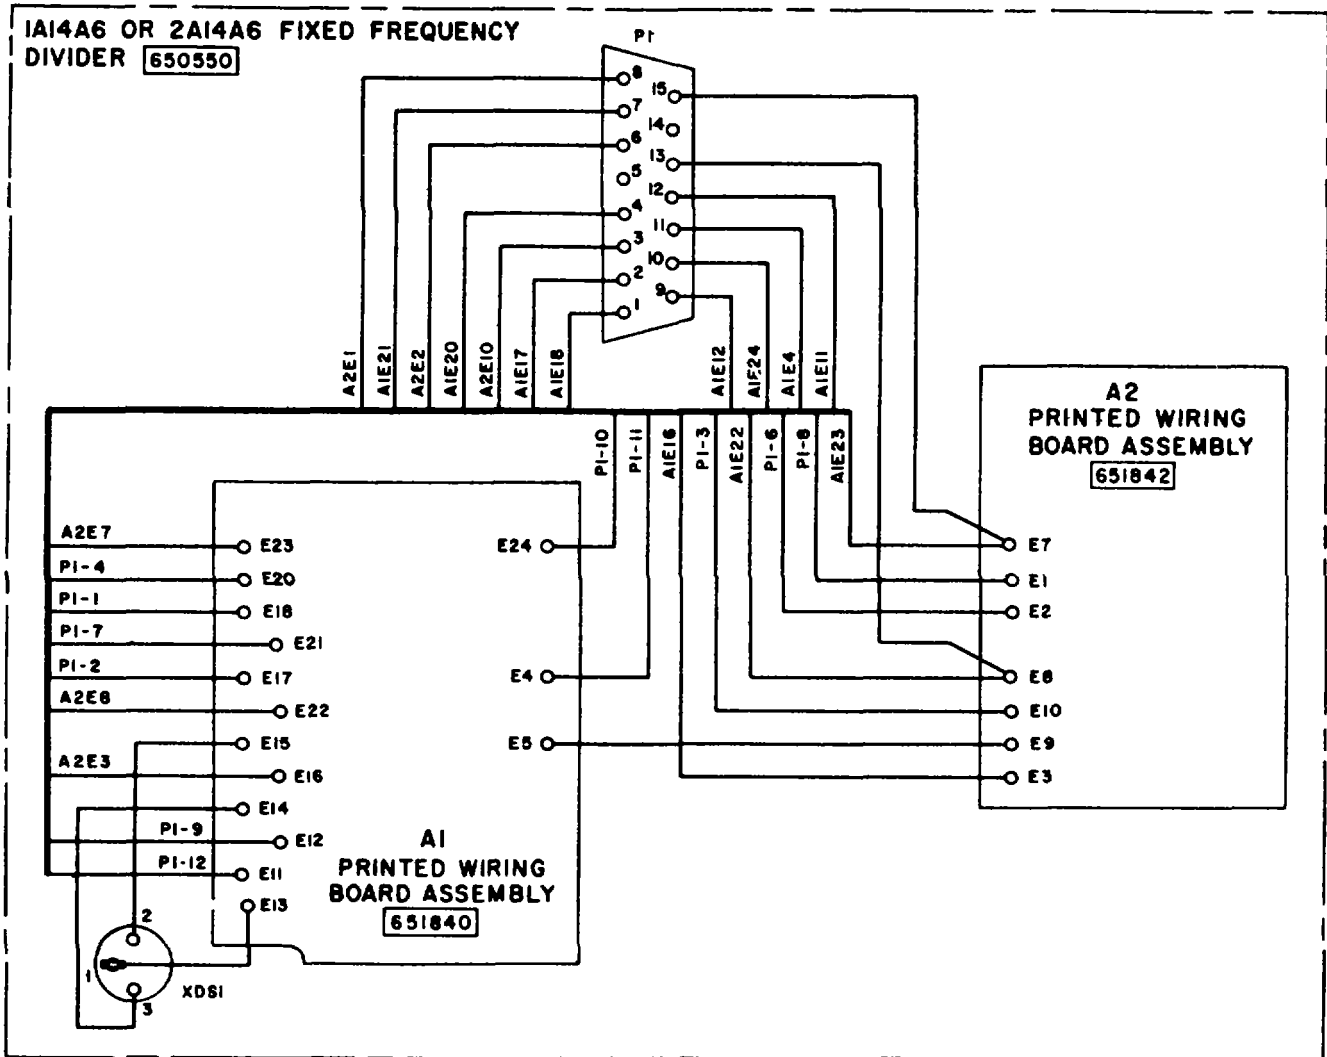 1A14A6 OR 2A14A6 FIXED FREQUENCY
DIVIDER 650550
P1
8
15
7
14
6
13
5
12
4
11
3
10
2
9
1
A2E1
A1E21
A2E2
A1E20
A2E10
A1E17
A1E18
A1E12
A1E24
A1E4
A1E11
P1-10
P1-11
A1E16
P1-3
A1E22
P1-6
P1-8
A1E23
A2
PRINTED WIRING
BOARD ASSEMBLY
651842
E7
E1
E2
E8
E10
E9
E3
A2E7
E23
E24
P1-4
E20
P1-1
E18
P1-7
E21
P1-2
E17
E4
A2E8
E22
E15
E5
A2E3
E16
E14
P1-9
E12
P1-12
E11
E13
A1
PRINTED WIRING
BOARD ASSEMBLY
651840
2
1
3
XDS1